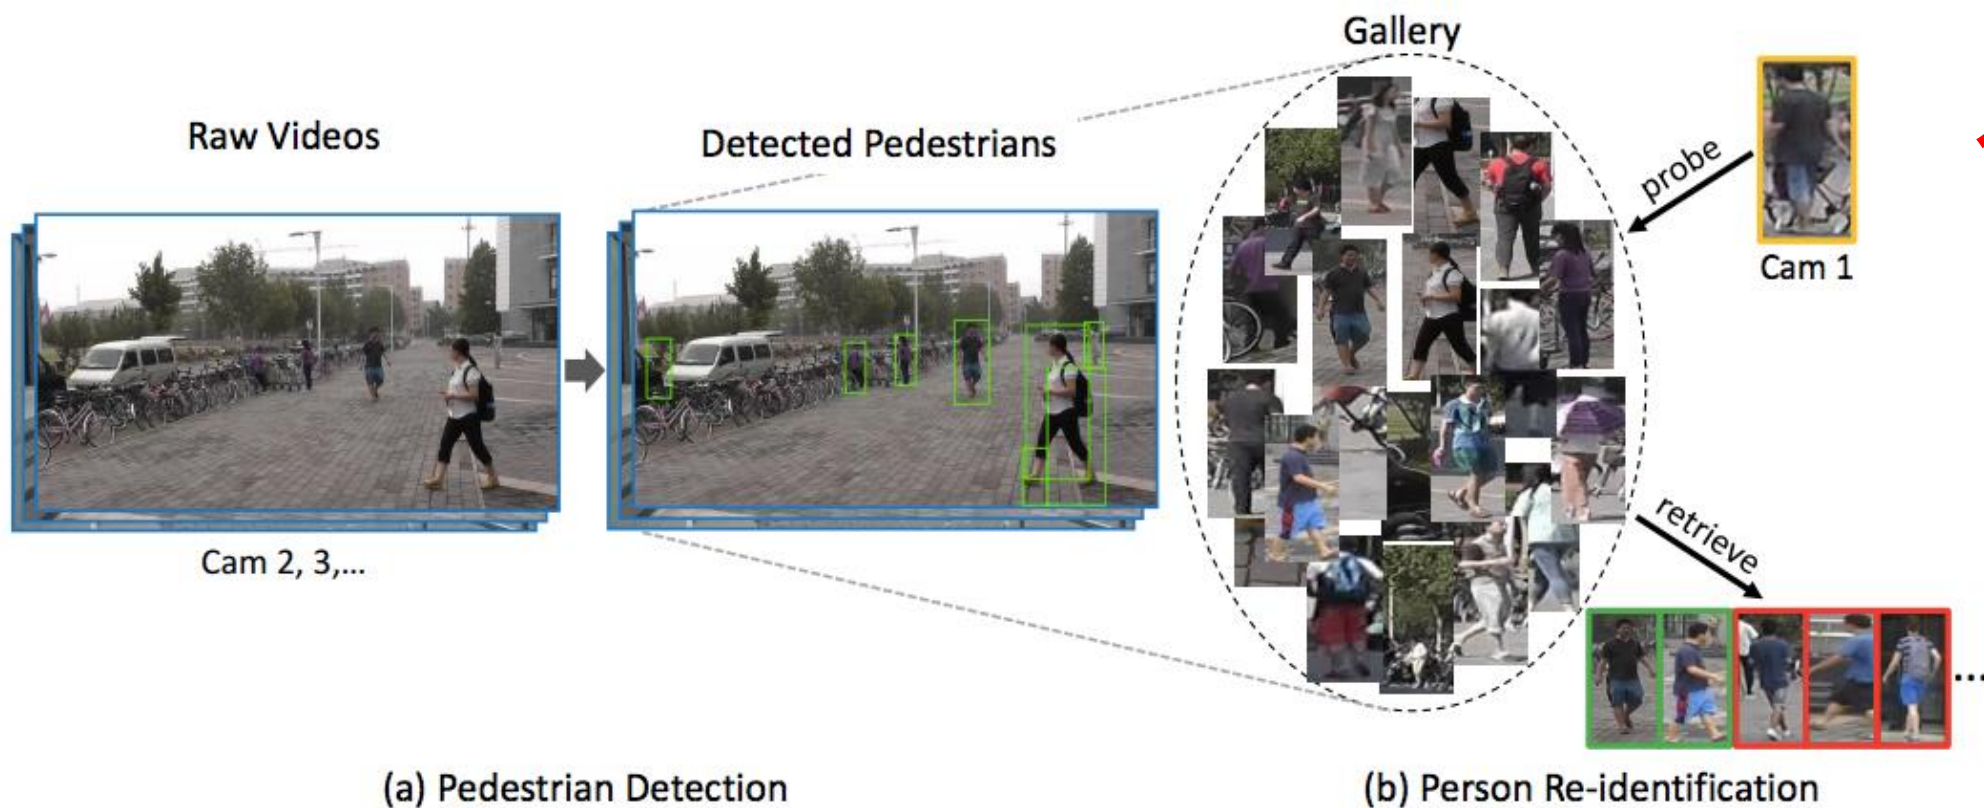 Gallery
Raw Videos
Detected Pedestrians
probe
Cam 1
Cam 2, 3,...
retrieve
...
(a) Pedestrian Detection
(b) Person Re-identification